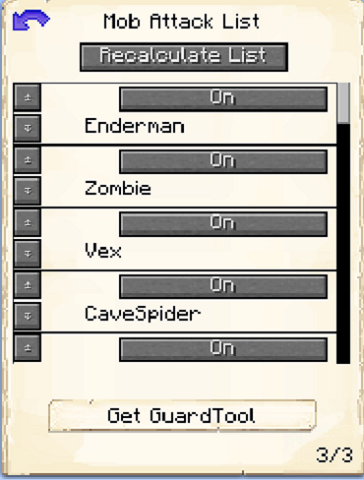 Mob Attack List
Recalculate List
On
Enderman
On
Zombie
On
Vex
On
CaveSpider
On
Get GuardTool
3/3